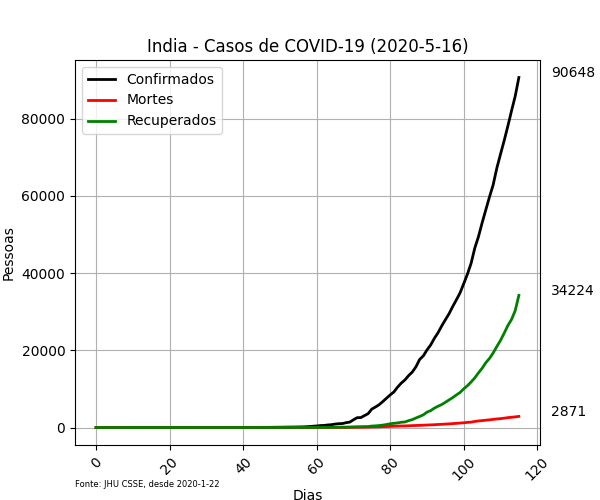 India - Casos de COVID-19 (2020-5-16)
Confirmados
Mortes
Recuperados
90648
34224
2871
Pessoas
80000
60000
40000
20000
0
0
20
40
60
80
100
120
Dias
Fonte: JHU CSSE, desde 2020-1-22